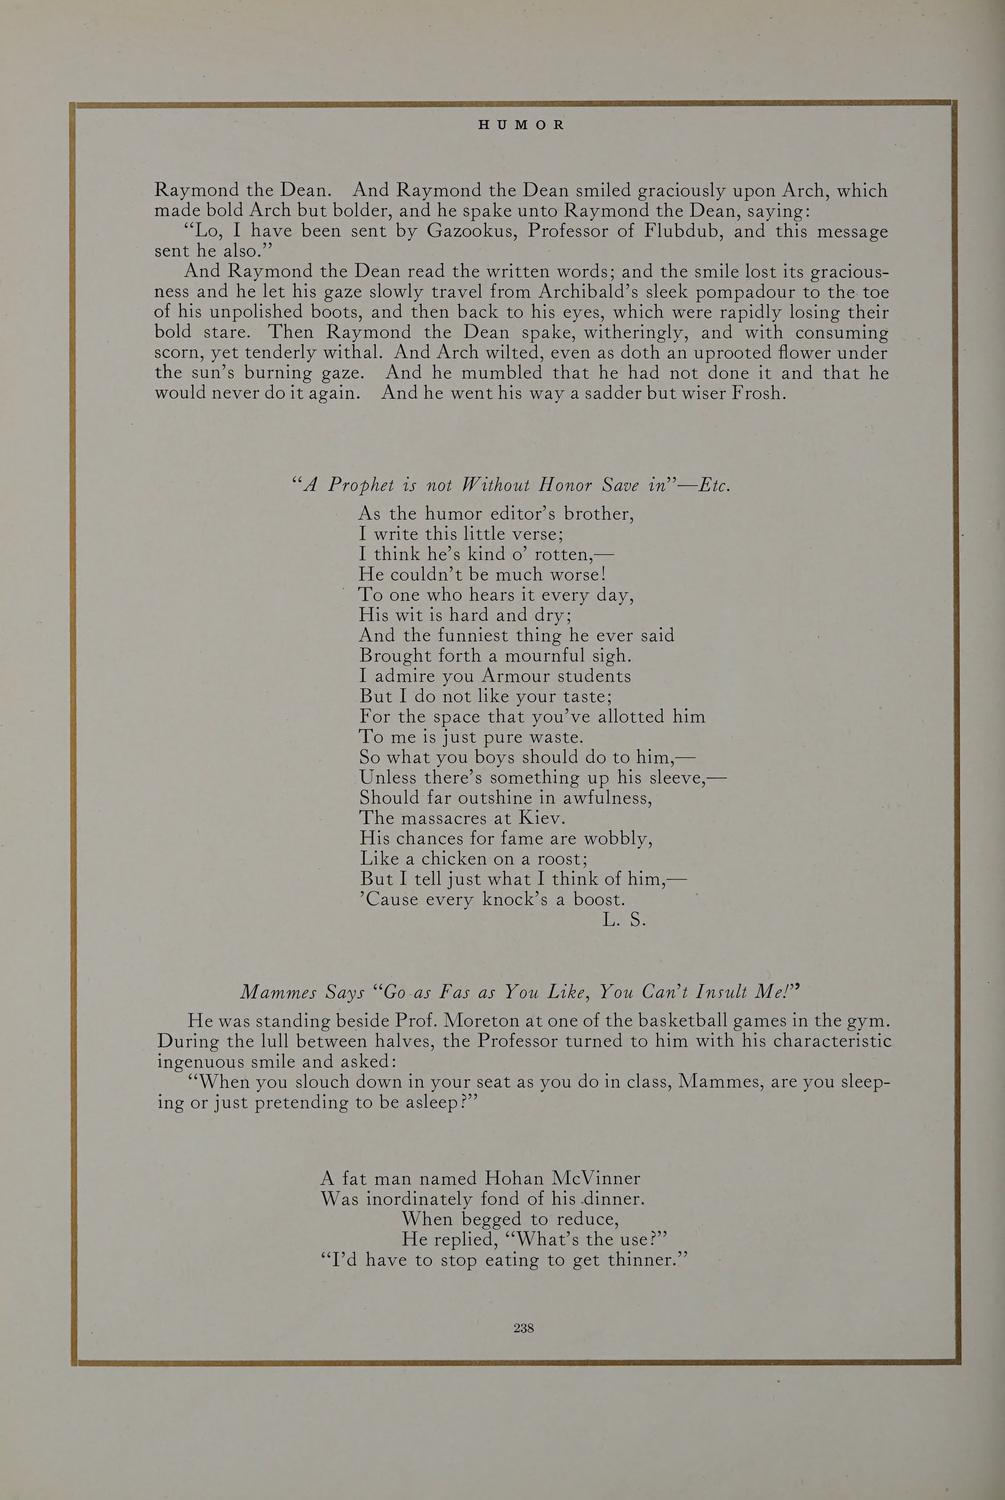 HUMOR
Raymond the Dean. And Raymond the Dean smiled graciously upon Arch, which
made bold Arch but bolder, and he spake unto Raymond the Dean, saying:
“Lo, I have been sent by Gazookus, Professor of Flubdub, and this message
sent he also.”
And Raymond the Dean read the written words; and the smile lost its gracious-
ness and he let his gaze slowly travel from Archibald’s sleek pompadour to the toe
of his unpolished boots, and then back to his eyes, which were rapidly losing their
bold stare. Then Raymond the Dean spake, witheringly, and with consuming
scorn, yet tenderly withal. And Arch wilted, even as doth an uprooted flower under
the sun’s burning gaze. And he mumbled that he had not done it and that he
would never do it again. And he went his way a sadder but wiser Frosh.
“A Prophet is not Without Honor Save in”—Etc.
As the humor editor’s brother,
I write this little verse;
I think he’s kind o’ rotten,—
He couldn’t be much worse!
To one who hears it every day,
His wit is hard and dry;
And the funniest thing he ever said
Brought forth a mournful sigh.
I admire you Armour students
But I do not like your taste;
For the space that you’ve allotted him
To me is just pure waste.
So what you boys should do to him,—
Unless there’s something up his sleeve,—
Should far outshine in awfulness,
The massacres at Kiev.
His chances for fame are wobbly,
Like a chicken on a roost;
But I tell just what I think of him,—
’Cause every knock’s a boost.
L. S.
Mammes Says “Go as Fas as You Like, You Can’t Insult Me!”
He was standing beside Prof. Moreton at one of the basketball games in the gym.
During the lull between halves, the Professor turned to him with his characteristic
ingenuous smile and asked:
“When you slouch down in your seat as you do in class, Mammes, are you sleep-
ing or just pretending to be asleep?”
A fat man named Hohan McVinner
Was inordinately fond of his dinner.
When begged to reduce,
He replied, “What’s the use?”
“I’d have to stop eating to get thinner.”
238